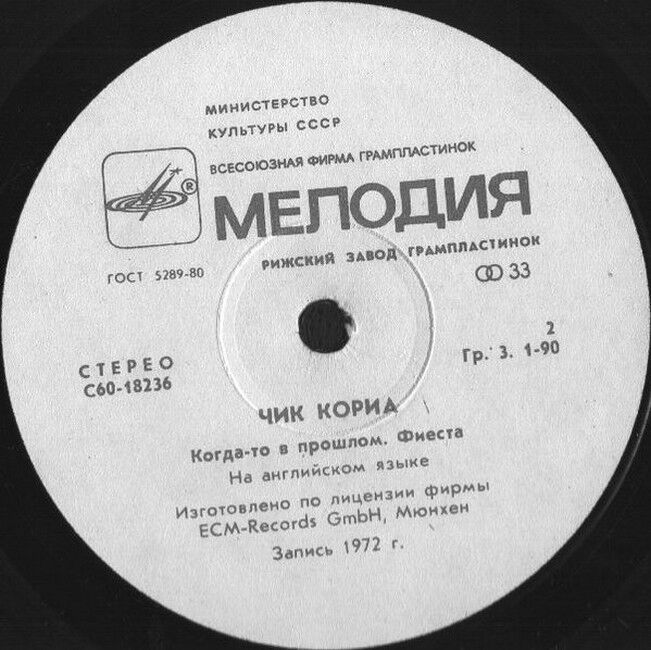 МИНИСТЕРСТВО
КУЛЬТУРЫ СССР
ВСЕСОЮЗНАЯ ФИРМА ГРАМПЛАСТИНОК
®
МЕЛОДИЯ
РИЖСКИЙ ЗАВОД ГРАМПЛАСТИНОК
ГОСТ 5289-80
33
СТЕРЕО
С60-18236
2
Гр. 3. 1-90
ЧИК КОРИА
Когда-то в прошлом. Фиеста
На английском языке
Изготовлено по лицензии фирмы
ECM-Records GmbH, Мюнхен
Запись 1972 г.